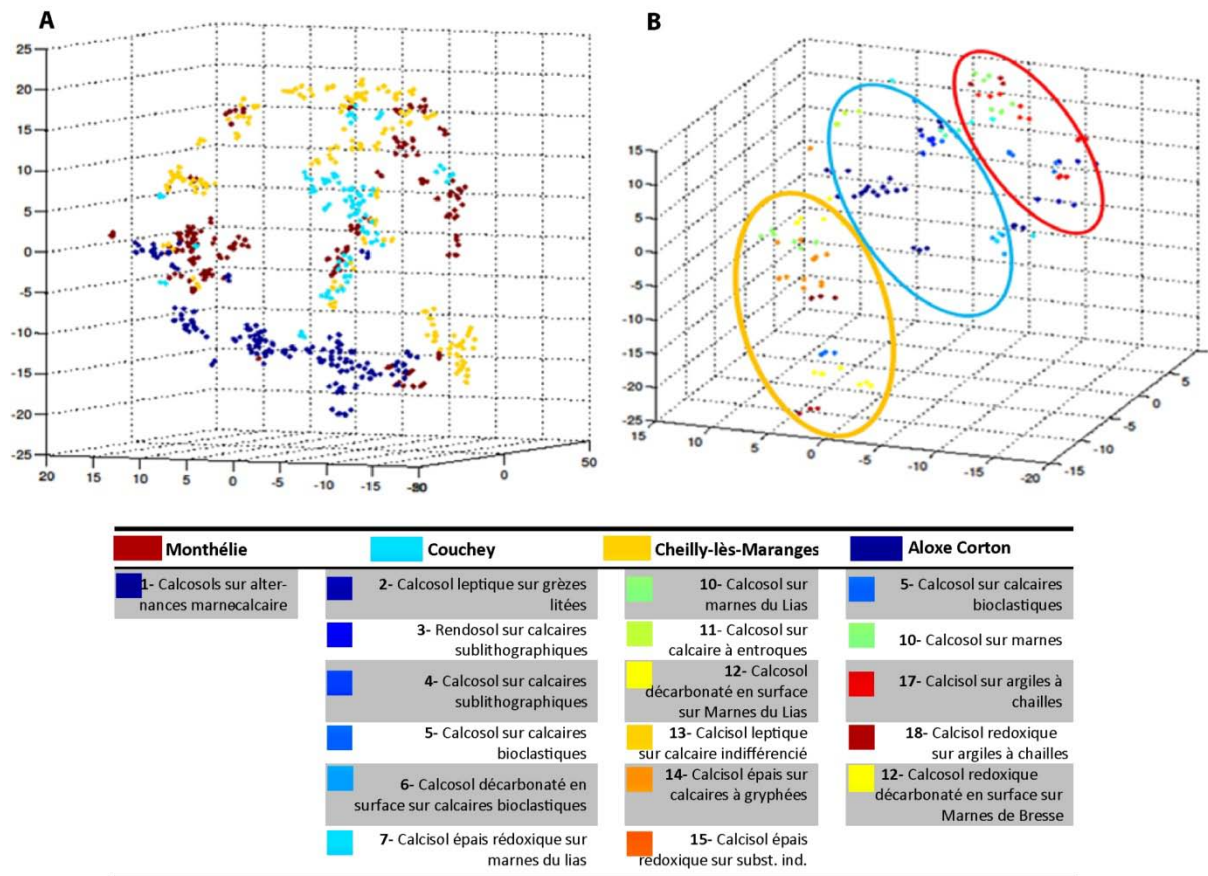 A
25
20
15
10
5
0
-5
-10
-15
-20
-25
20 15 10 5 0 -5 -10 -15
0 50
B
15
10
5
0
-5
-10
-15
-20
-25
15 10 5 0 -5 -10 -15 -20
-15 -10 -5 0 5
Monthélie
1- Calcosols sur alter-
nances marnocalcaire
Couchey
2- Calcosol leptique sur grèzes
litées
3- Rendosol sur calcaires
sublithographiques
4- Calcosol sur calcaires
sublithographiques
5- Calcosol sur calcaires
bioclastiques
6- Calcosol décarbonaté en
surface sur calcaires bioclastiques
7- Calcisol épais rédoxique sur
marnes du lias
Cheilly-lès-Maranges
10- Calcosol sur
marnes du Lias
11- Calcosol sur
calcaire à entroques
12- Calcosol
décarbonaté en surface
sur Marnes du Lias
13- Calcisol leptique
sur calcaire indifférencié
14- Calcisol épais sur
calcaires à gryphées
15- Calcisol épais
redoxique sur subst. ind.
Aloxe Corton
5- Calcosol sur calcaires
bioclastiques
10- Calcosol sur marnes
17- Calcisol sur argiles à
chailles
18- Calcisol redoxique
sur argiles à chailles
12- Calcosol redoxique
décarbonaté en surface sur
Marnes de Bresse